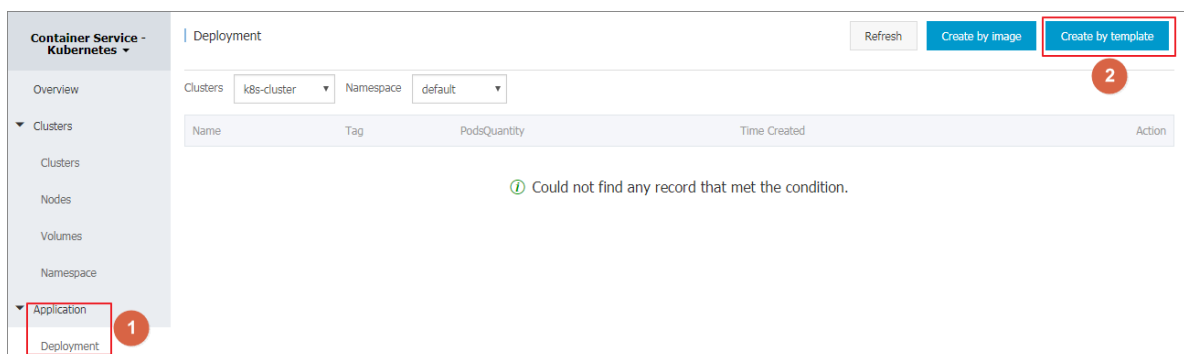 Container Service -
Kubernetes
Overview
Clusters
Clusters
Nodes
Volumes
Namespace
Application
1
Deployment
Deployment
Refresh
Create by image
Create by template
2
Clusters
k8s-cluster
Namespace
default
Name
Tag
PodsQuantity
Time Created
Action
Could not find any record that met the condition.